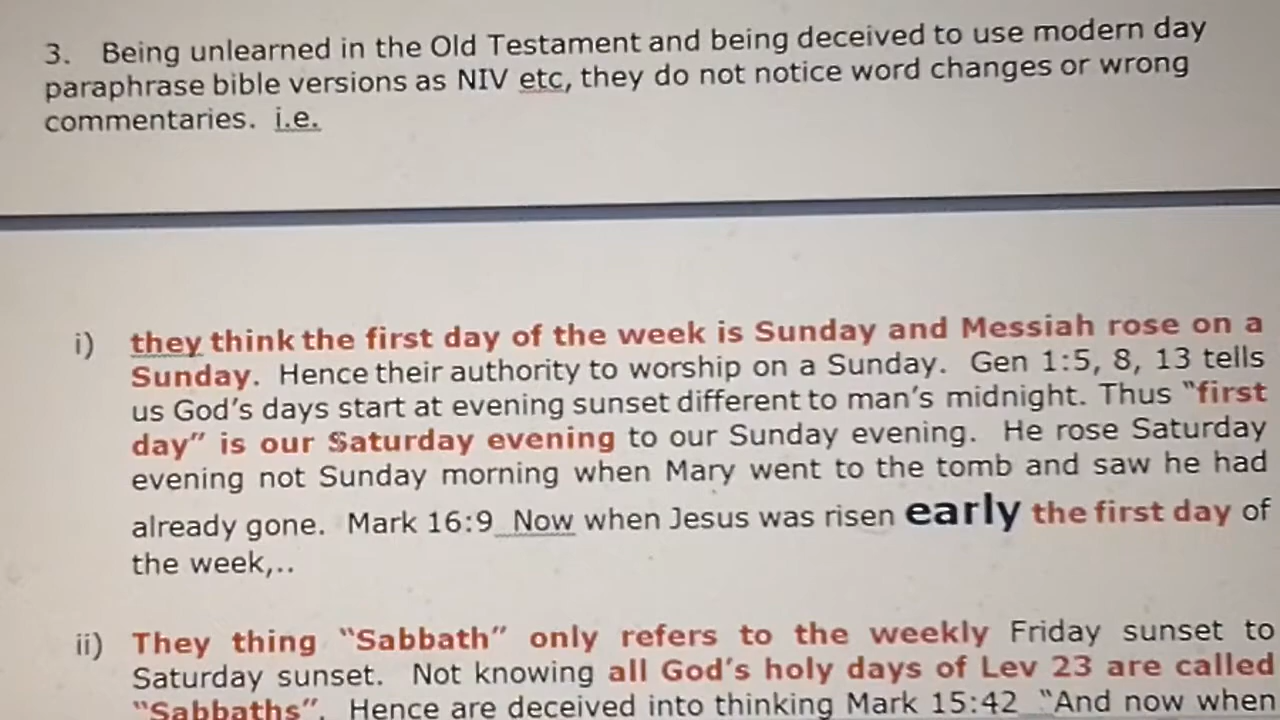 3. Being unlearned in the Old Testament and being deceived to use modern day
paraphrase bible versions as NIV etc, they do not notice word changes or wrong
commentaries. i.e.
i) they think the first day of the week is Sunday and Messiah rose on a
Sunday. Hence their authority to worship on a Sunday. Gen 1:5, 8, 13 tells
us God's days start at evening sunset different to man's midnight. Thus "first
day" is our Saturday evening to our Sunday evening. He rose Saturday
evening not Sunday morning when Mary went to the tomb and saw he had
already gone. Mark 16:9 Now when Jesus was risen early the first day of
the week,..
ii) They thing "Sabbath" only refers to the weekly Friday sunset to
Saturday sunset. Not knowing all God's holy days of Lev 23 are called
"Sabbaths". Hence are deceived into thinking Mark 15:42 "And now when